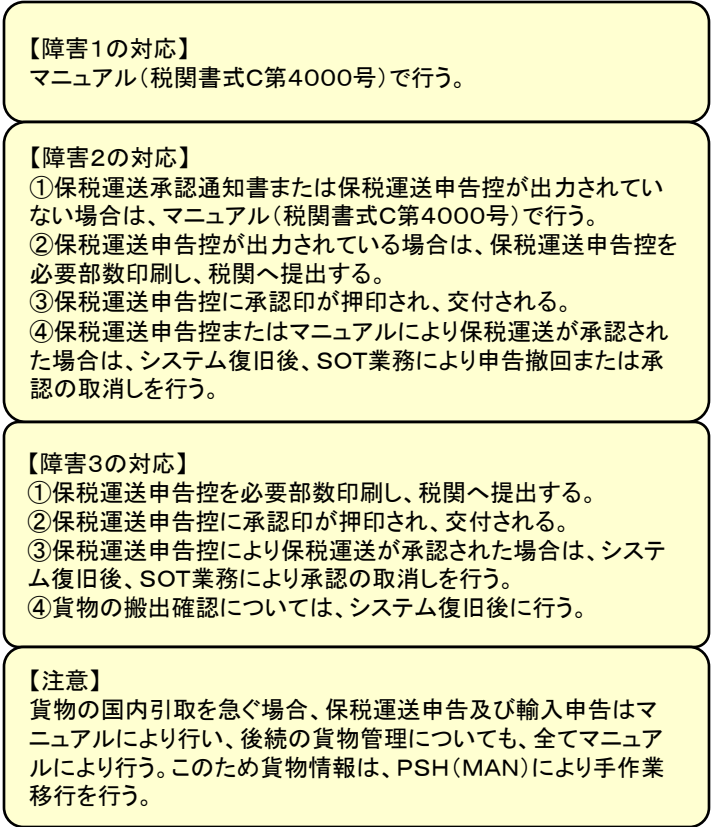 【障害1の対応】
マニュアル(税関書式C第4000号)で行う。
【障害2の対応】
①保税運送承認通知書または保税運送申告控が出力されてい
ない場合は、マニュアル(税関書式C第4000号)で行う。
②保税運送申告控が出力されている場合は、保税運送申告控を
必要部数印刷し、税関へ提出する。
③保税運送申告控に承認印が押印され、交付される。
④保税運送申告控またはマニュアルにより保税運送が承認され
た場合は、システム復旧後、SOT業務により申告撤回または承
認の取消しを行う。
【障害3の対応】
①保税運送申告控を必要部数印刷し、税関へ提出する。
②保税運送申告控に承認印が押印され、交付される。
③保税運送申告控により保税運送が承認された場合は、システ
ム復旧後、SOT業務により承認の取消しを行う。
④貨物の搬出確認については、システム復旧後に行う。
【注意】
貨物の国内引取を急ぐ場合、保税運送申告及び輸入申告はマ
ニュアルにより行い、後続の貨物管理についても、全てマニュア
ルにより行う。このため貨物情報は、PSH(MAN)により手作業
移行を行う。